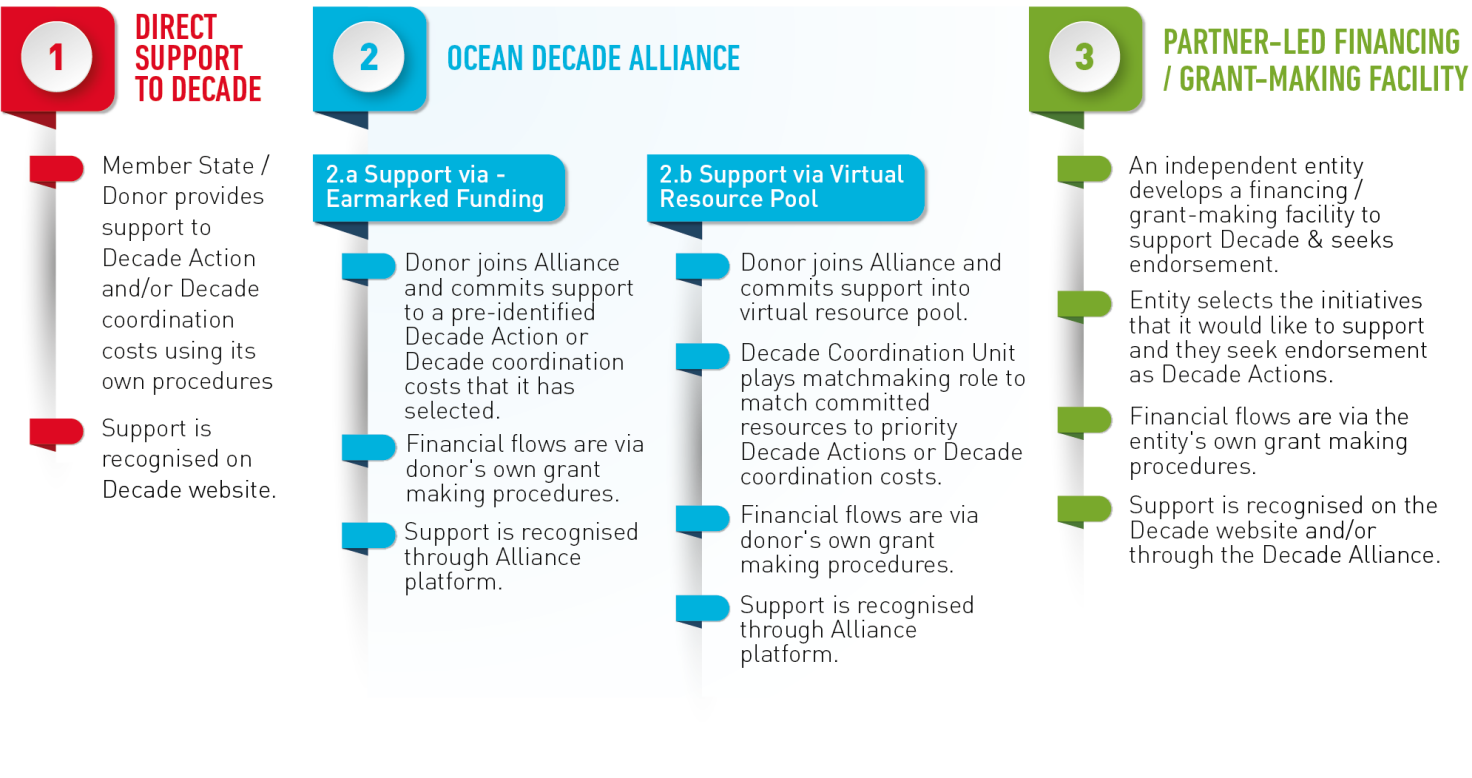 1
DIRECT
SUPPORT
TO DECADE
Member State /
Donor provides
support to
Decade Action
and/or Decade
coordination
costs using its
own procedures
Support is
recognised on
Decade website.
2
OCEAN DECADE ALLIANCE
2.a Support via -
Earmarked Funding
Donor joins Alliance
and commits support
to a pre-identified
Decade Action or
Decade coordination
costs that it has
selected.
Financial flows are via
donor's own grant
making procedures.
Support is recognised
through Alliance
platform.
2.b Support via Virtual
Resource Pool
Donor joins Alliance and
commits support into
virtual resource pool.
Decade Coordination Unit
plays matchmaking role to
match committed
resources to priority
Decade Actions or Decade
coordination costs.
Financial flows are via
donor's own grant
making procedures.
Support is recognised
through Alliance
platform.
3
PARTNER-LED FINANCING
/ GRANT-MAKING FACILITY
An independent entity
develops a financing /
grant-making facility to
support Decade & seeks
endorsement.
Entity selects the initiatives
that it would like to support
and they seek endorsement
as Decade Actions.
Financial flows are via the
entity's own grant making
procedures.
Support is recognised on the
Decade website and/or
through the Decade Alliance.